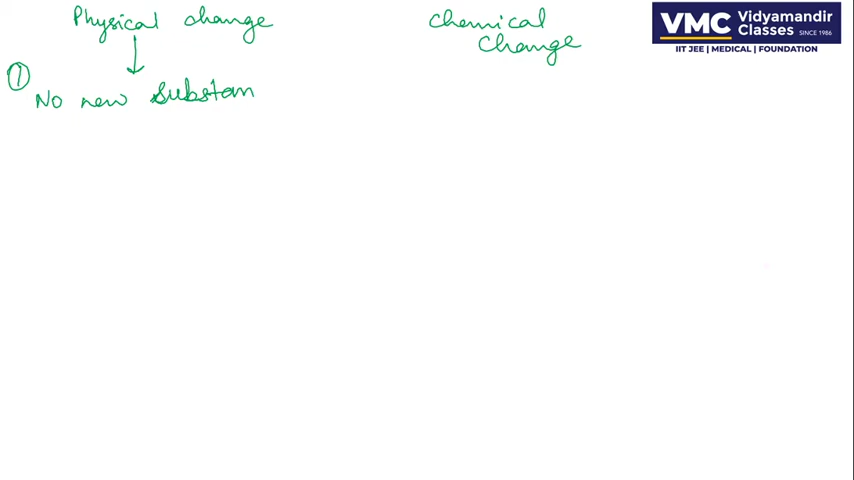 Physical change
chemical
change
VMC Vidyamandir
Classes SINCE 1986
IIT JEE | MEDICAL | FOUNDATION
①
No new substan